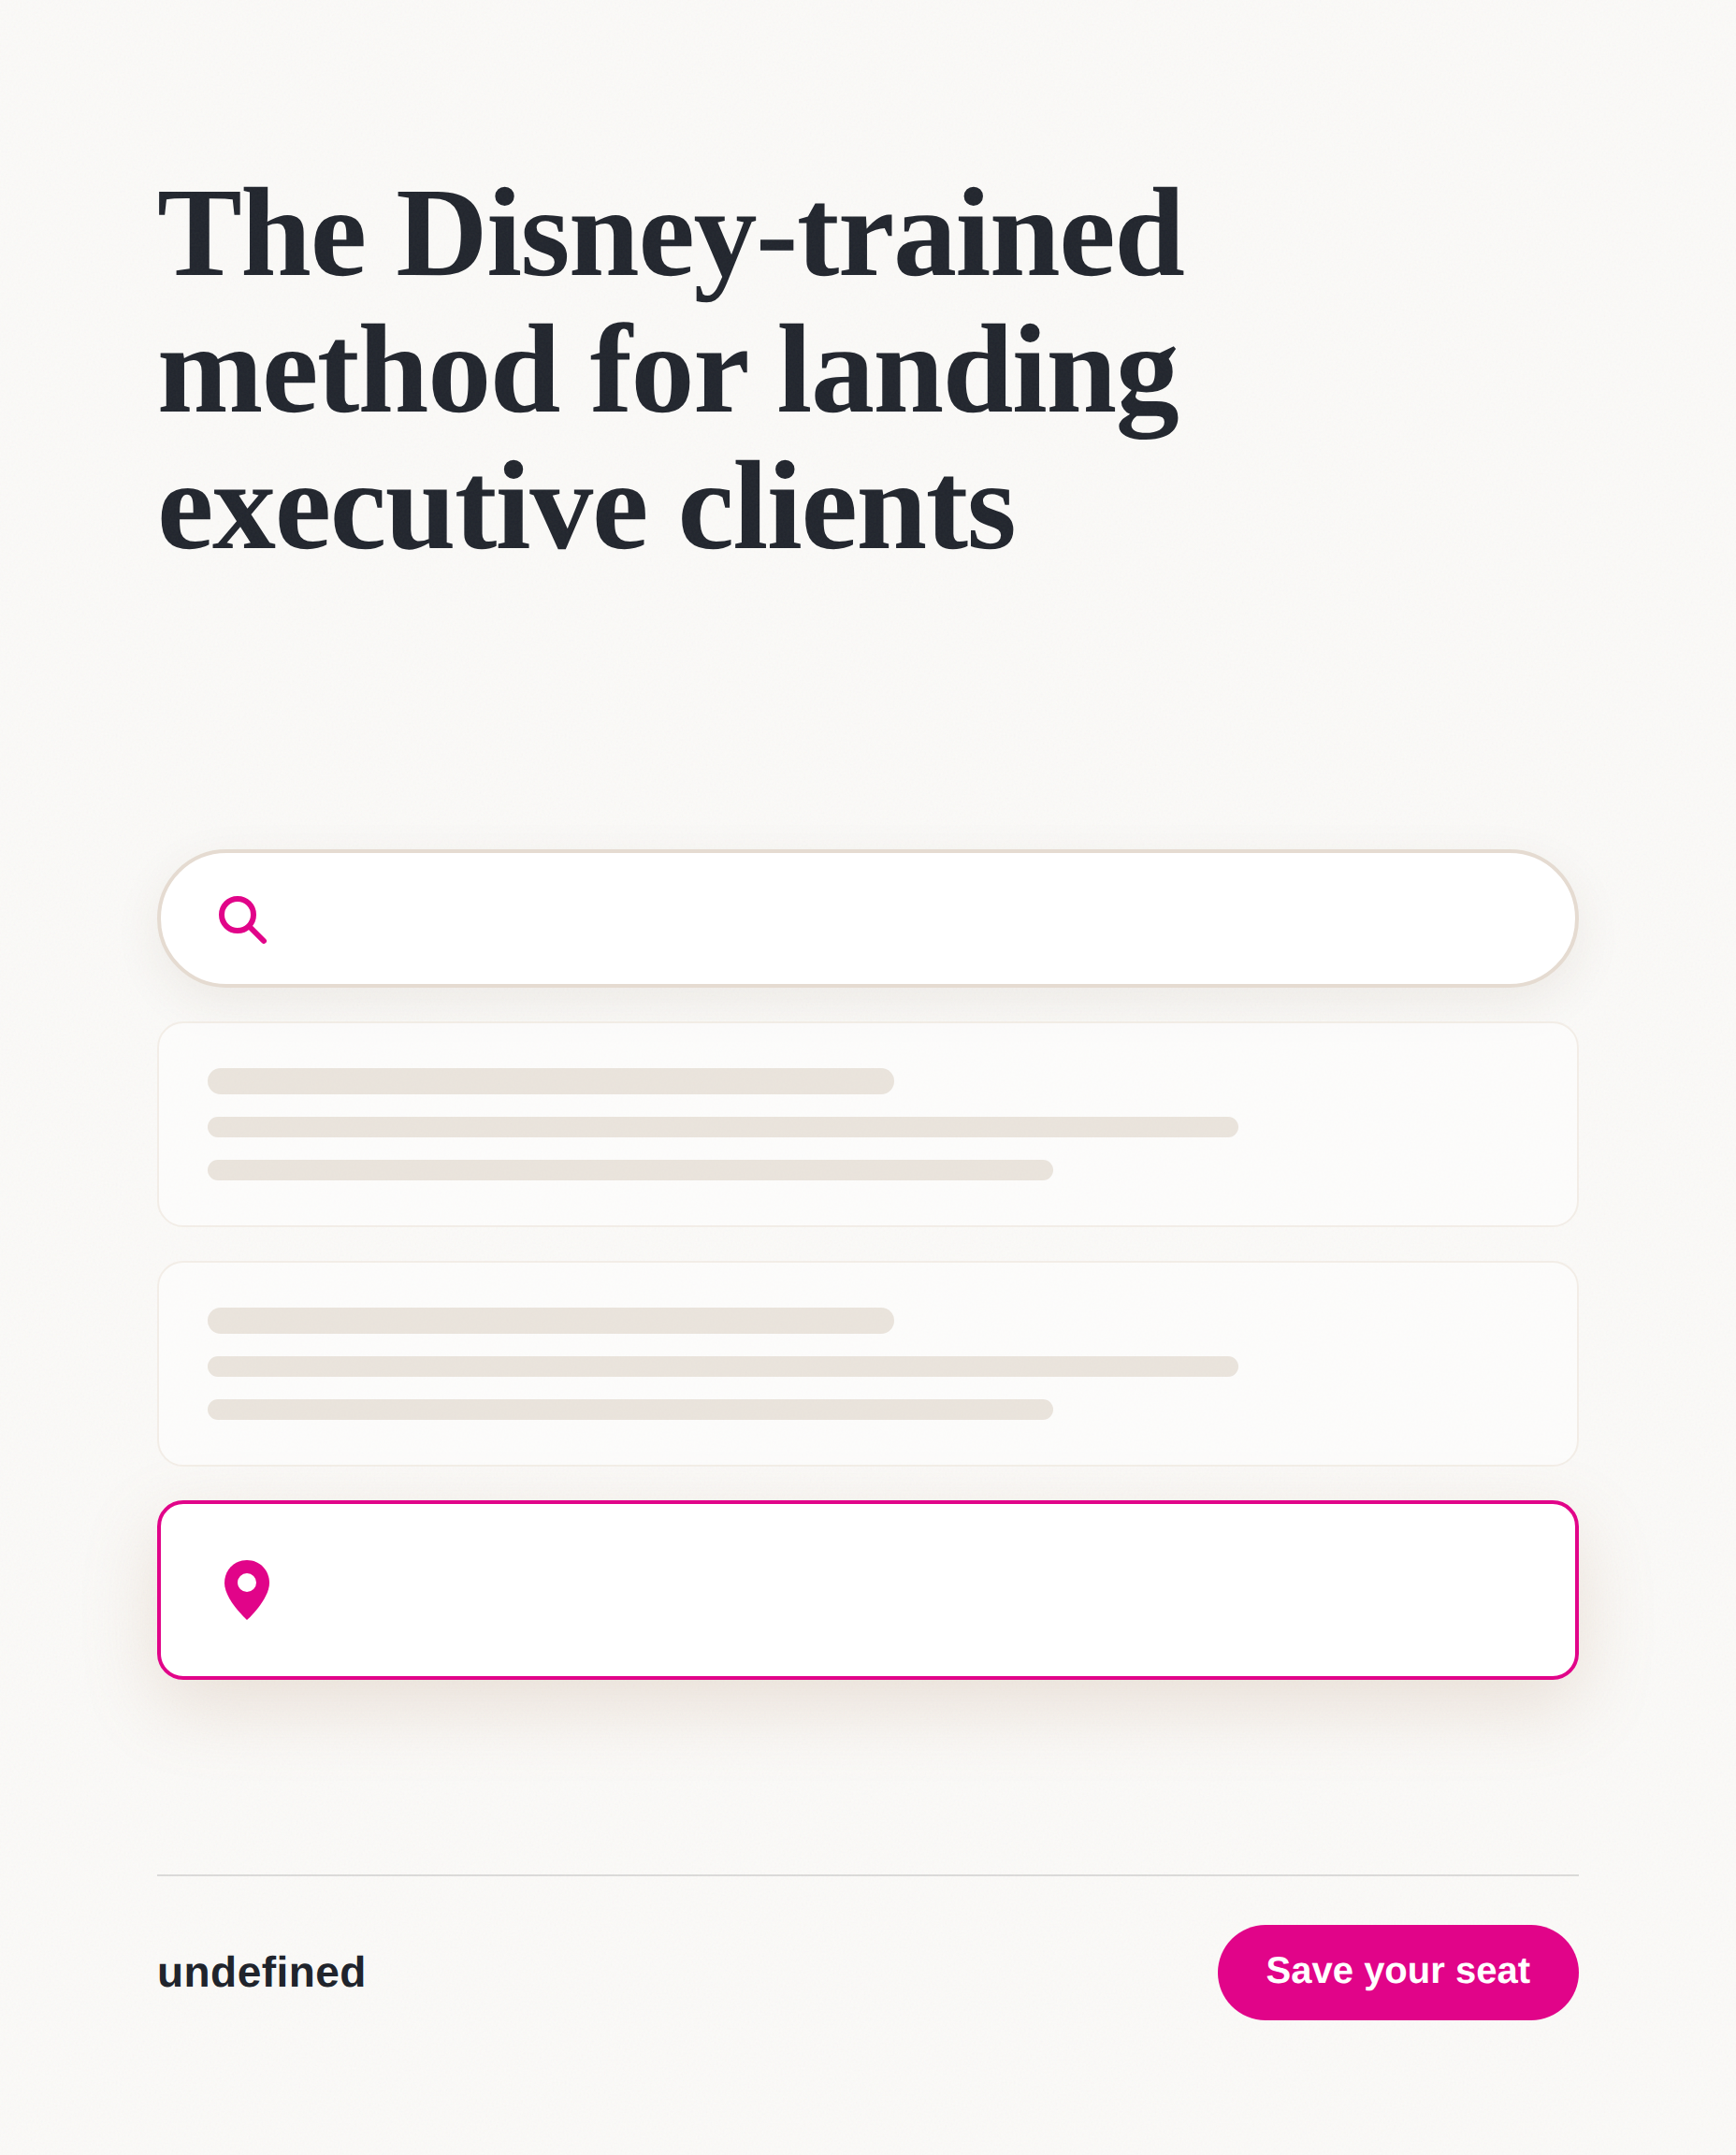 The Disney-trained
method for landing
executive clients
undefined
Save your seat